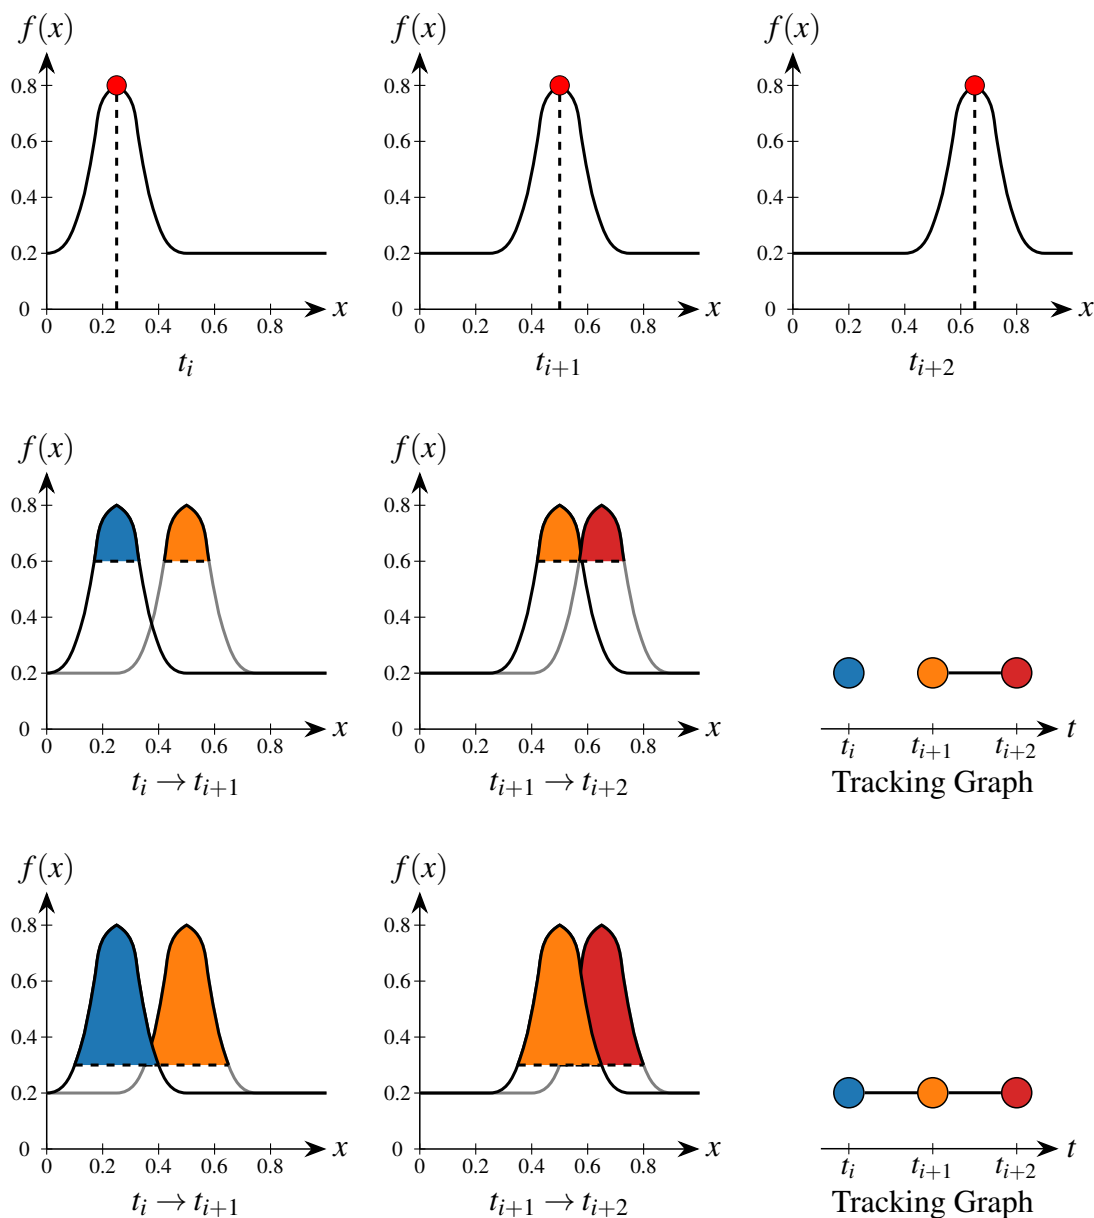 f(x) f(x) f(x)
0.8 0.8 0.8
0.6 0.6 0.6
0.4 0.4 0.4
0.2 0.2 0.2
0 x 0 x 0 x
0 0.2 0.4 0.6 0.8 0 0.2 0.4 0.6 0.8 0 0.2 0.4 0.6 0.8
t_i t_{i+1} t_{i+2}
f(x) f(x)
0.8 0.8
0.6 0.6
0.4 0.4
0.2 0.2
0 x 0 x t
0 0.2 0.4 0.6 0.8 0 0.2 0.4 0.6 0.8 t_i t_{i+1} t_{i+2}
t_i → t_{i+1} t_{i+1} → t_{i+2} Tracking Graph
f(x) f(x)
0.8 0.8
0.6 0.6
0.4 0.4
0.2 0.2
0 x 0 x t
0 0.2 0.4 0.6 0.8 0 0.2 0.4 0.6 0.8 t_i t_{i+1} t_{i+2}
t_i → t_{i+1} t_{i+1} → t_{i+2} Tracking Graph